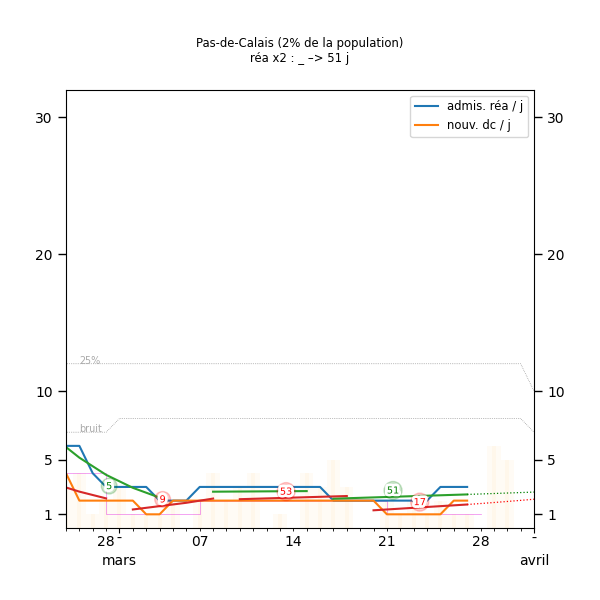 Pas-de-Calais (2% de la population)
réa x2 : _ –> 51 j
admis. réa / j
nouv. dc / j
30 30
20 20
25%
10 10
bruit
5 5
5 9 53 51 17
1 1
28 - 07 14 21 28 -
mars avril